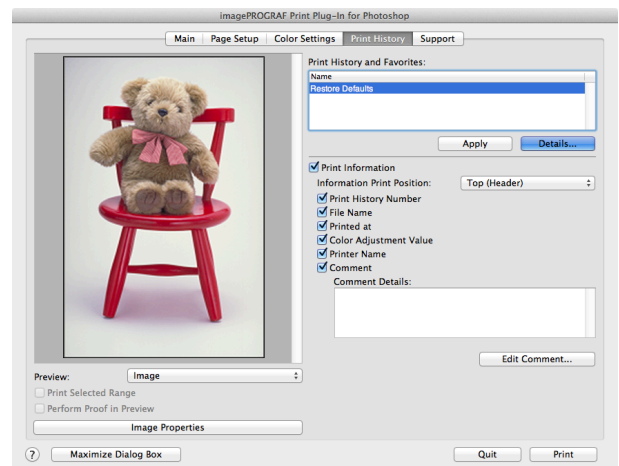 imagePROGRAF Print Plug-In for Photoshop
Main Page Setup Color Settings Print History Support
Print History and Favorites:
Name
Restore Defaults
Apply Details...
Print Information
Information Print Position: Top (Header)
Print History Number
File Name
Printed at
Color Adjustment Value
Printer Name
Comment
Comment Details:
Edit Comment...
Preview: Image
Print Selected Range
Perform Proof in Preview
Image Properties
? Maximize Dialog Box Quit Print